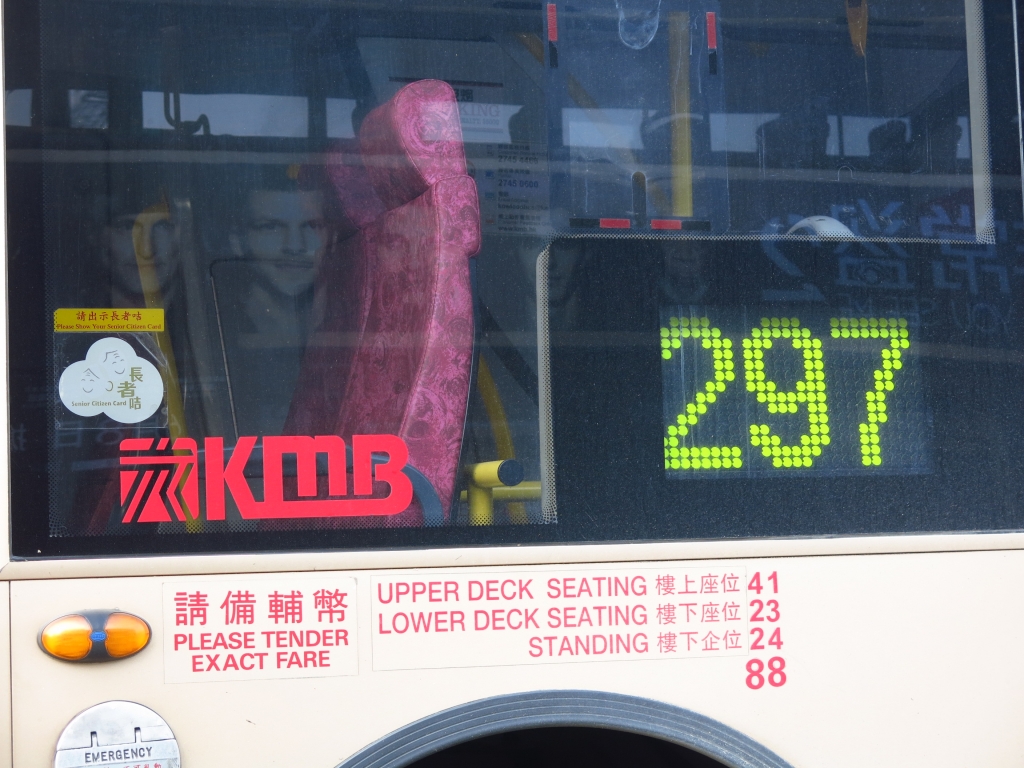 請出示長者咭
Please Show Your Senior Citizen Card
長者咭
Senior Citizen Card
KMB
297
請備輔幣
PLEASE TENDER
EXACT FARE
UPPER DECK SEATING 樓上座位 41
LOWER DECK SEATING 樓下座位 23
STANDING 樓下企位 24
88
EMERGENCY